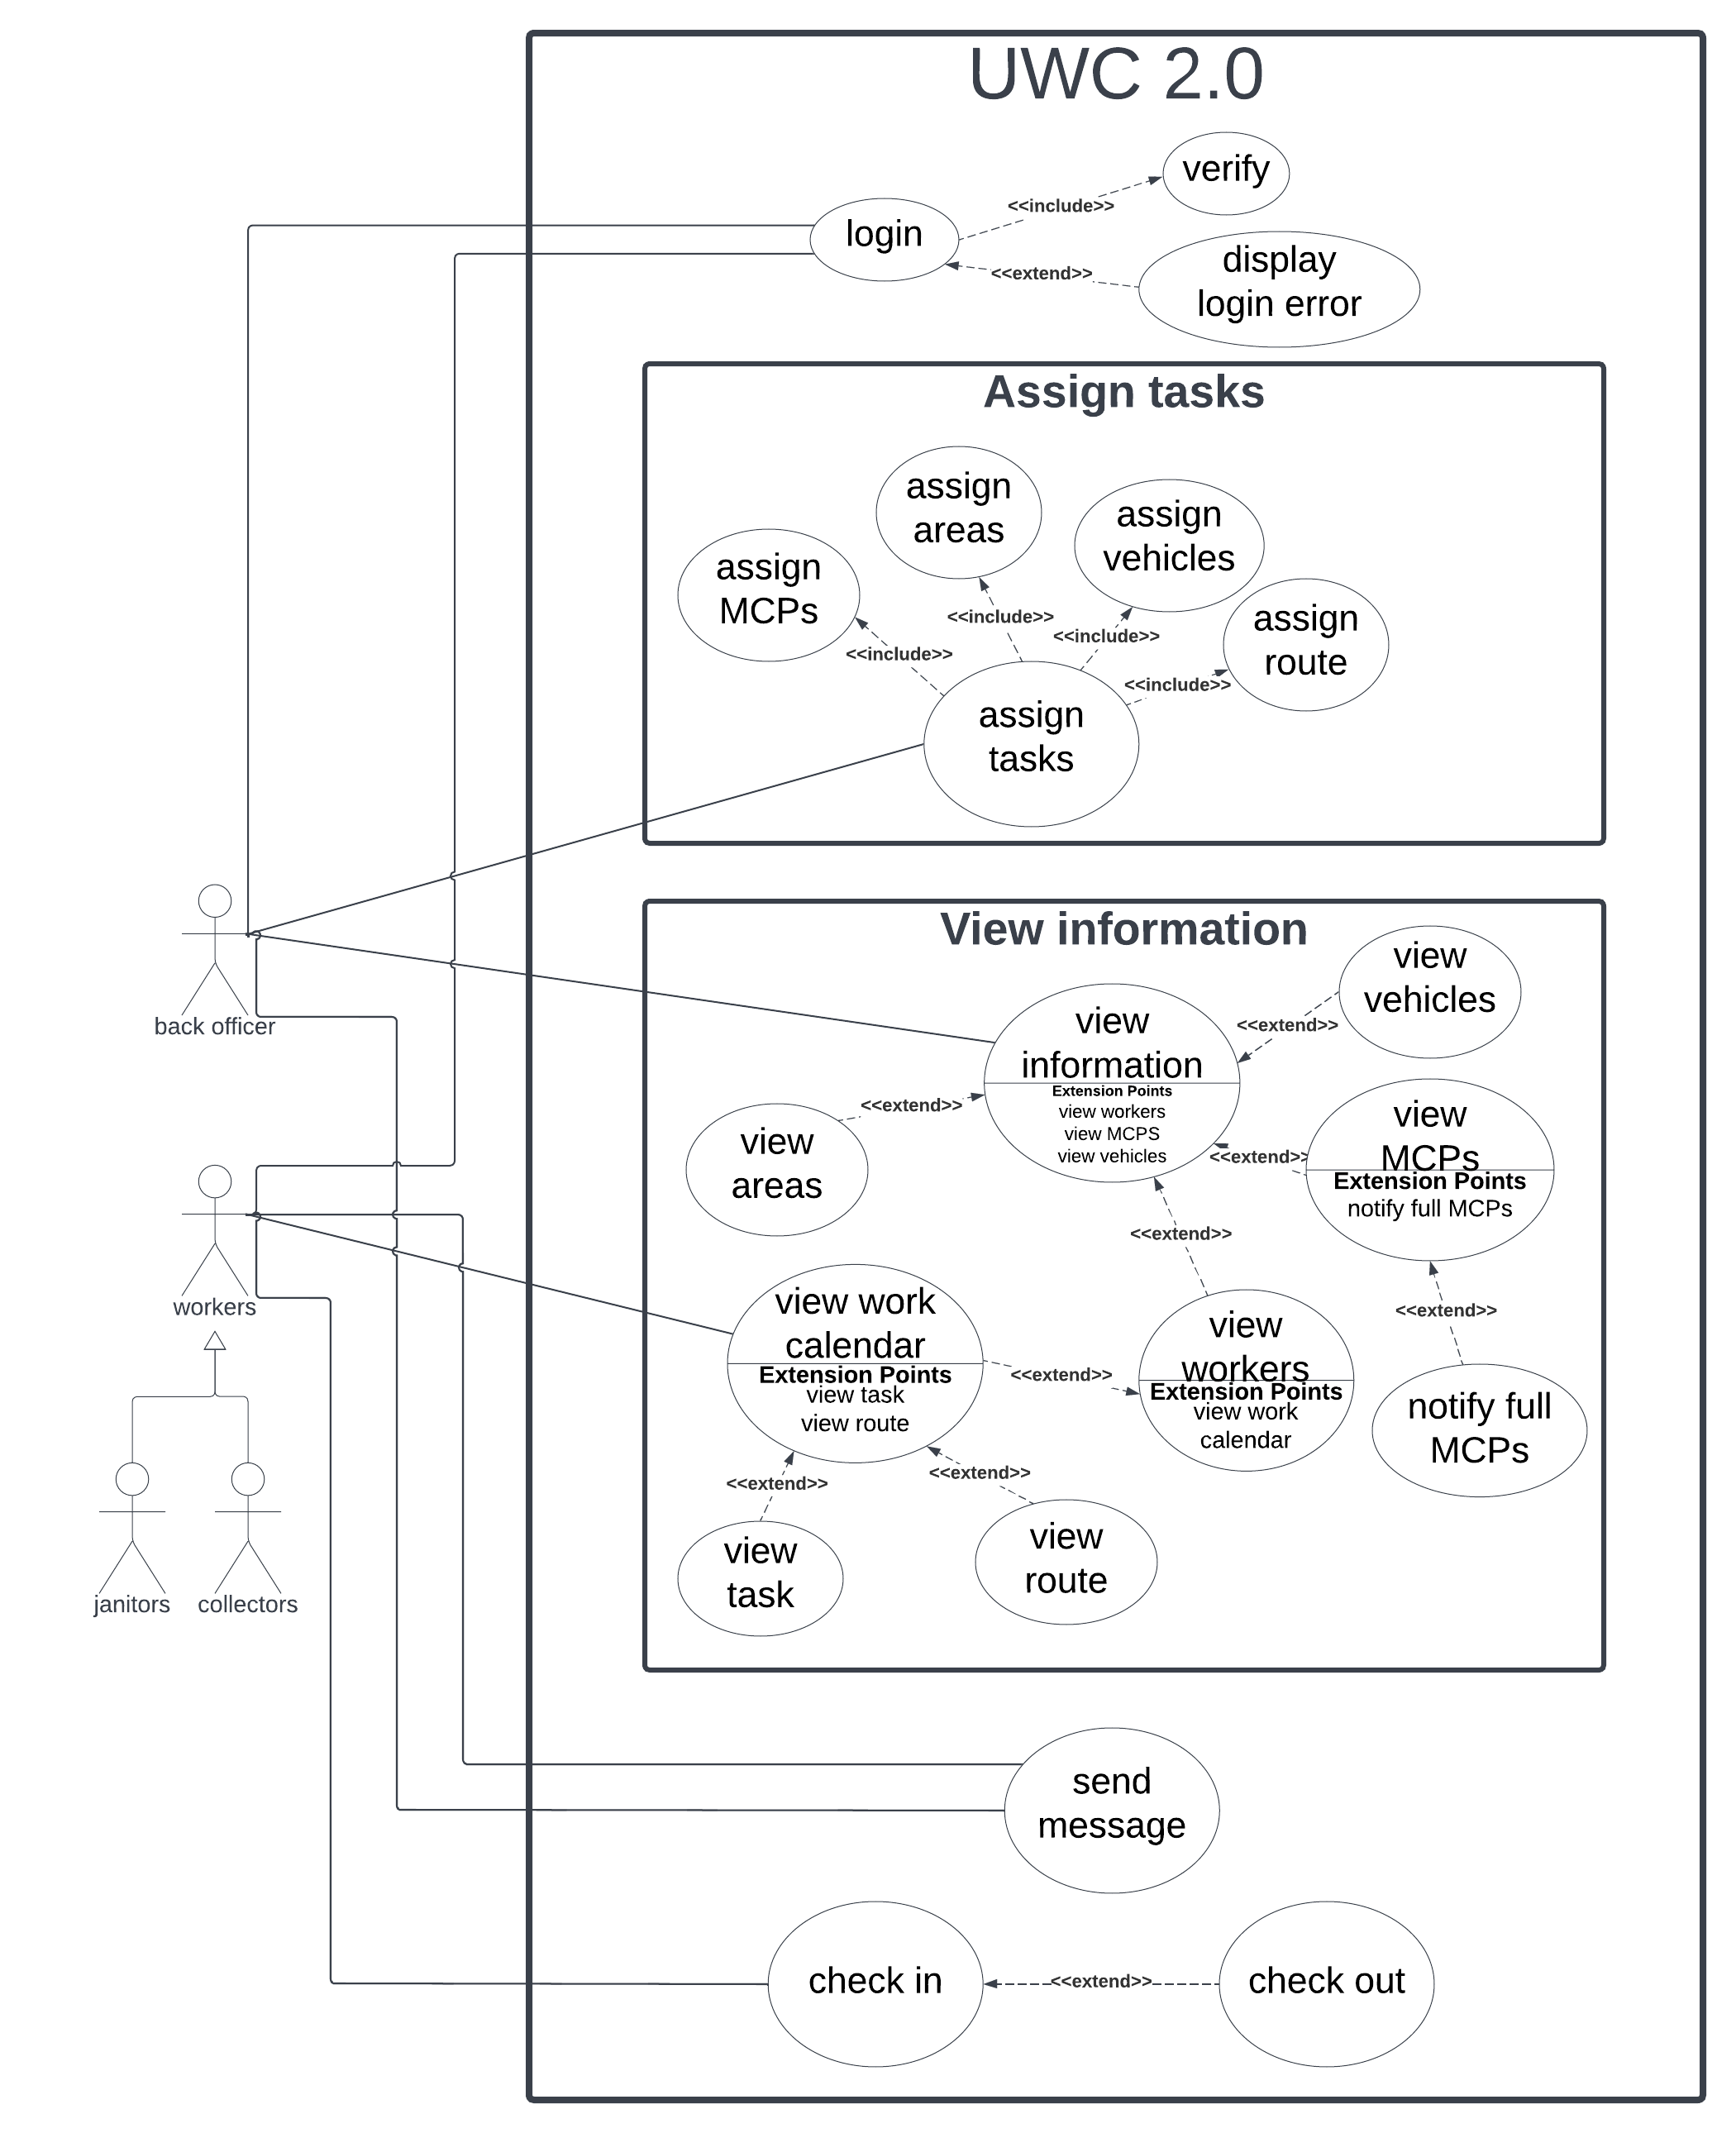 UWC 2.0
verify
<<include>>
login
<<extend>>
display
login error
Assign tasks
assign
areas
assign
vehicles
assign
MCPs
assign
route
<<include>>
<<include>>
<<include>>
<<include>>
assign
tasks
back officer
View information
view
vehicles
<<extend>>
view
information
Extension Points
view workers
view MCPS
view vehicles
<<extend>>
view
areas
<<extend>>
view
MCPs
Extension Points
notify full MCPs
<<extend>>
workers
view work
calendar
Extension Points
view task
view route
<<extend>>
view
workers
Extension Points
view work
calendar
<<extend>>
notify full
MCPs
<<extend>>
<<extend>>
view
task
view
route
janitors
collectors
send
message
check in
<<extend>>
check out